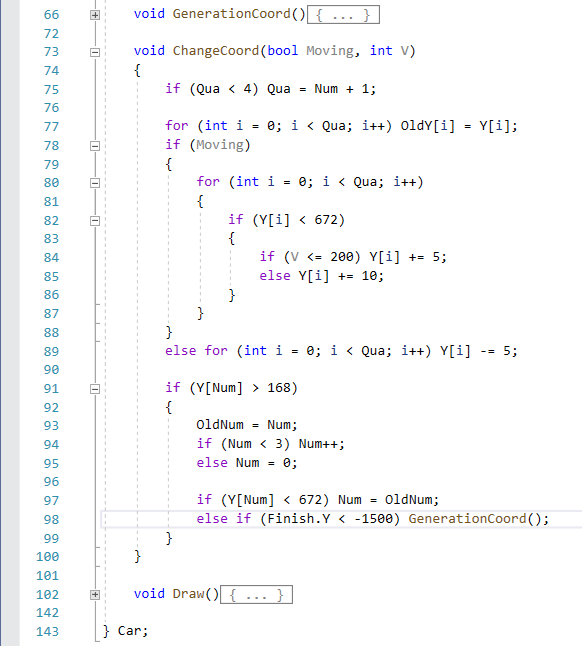 66 void GenerationCoord() { ... }
72
73 void ChangeCoord(bool Moving, int V)
74 {
75 if (Qua < 4) Qua = Num + 1;
76
77 for (int i = 0; i < Qua; i++) OldY[i] = Y[i];
78 if (Moving)
79 {
80 for (int i = 0; i < Qua; i++)
81 {
82 if (Y[i] < 672)
83 {
84 if (V <= 200) Y[i] += 5;
85 else Y[i] += 10;
86 }
87 }
88 }
89 else for (int i = 0; i < Qua; i++) Y[i] -= 5;
90
91 if (Y[Num] > 168)
92 {
93 OldNum = Num;
94 if (Num < 3) Num++;
95 else Num = 0;
96
97 if (Y[Num] < 672) Num = OldNum;
98 else if (Finish.Y < -1500) GenerationCoord();
99 }
100 }
101
102 void Draw() { ... }
142
143 } Car;